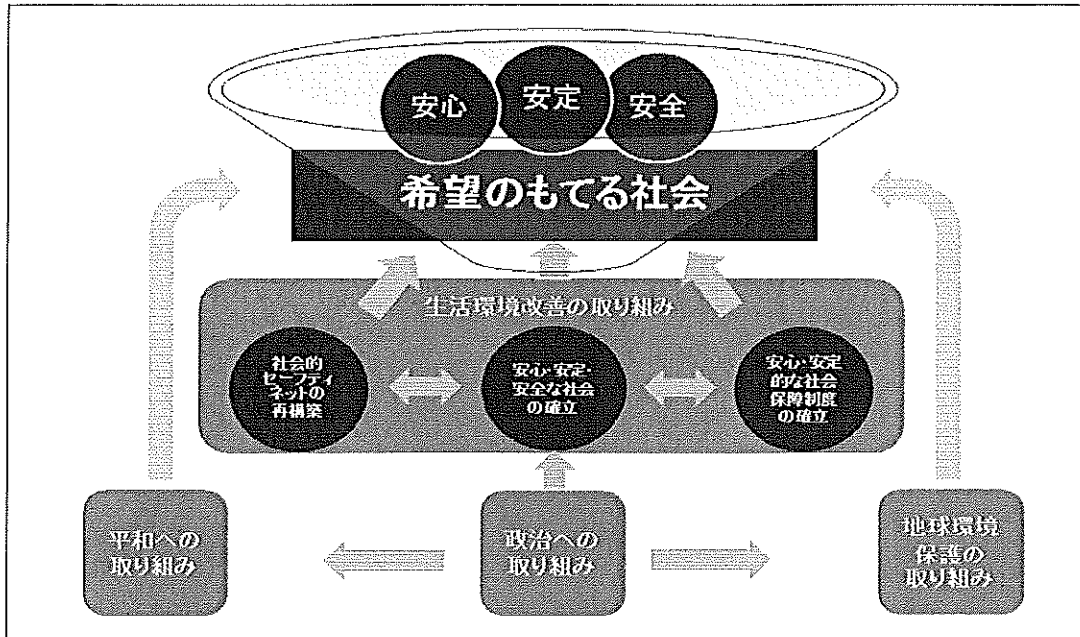 安心
安定
安全
希望のもてる社会
生活環境改善の取り組み
社会的
セーフティ
ネットの
再構築
安心・安定・
安全な社会
の確立
安心・安定
的な社会
保障制度
の確立
平和への
取り組み
政治への
取り組み
地球環境
保護の
取り組み